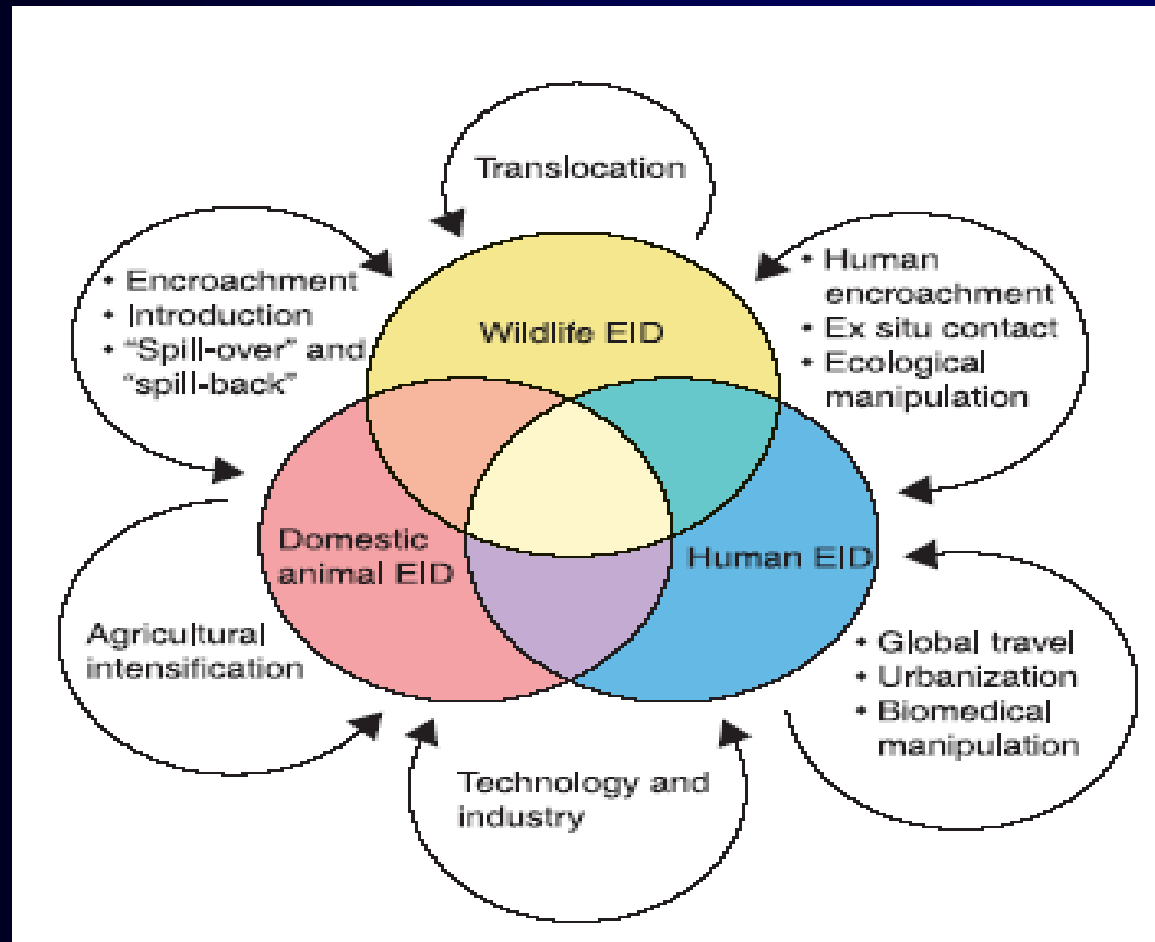 Translocation
• Encroachment
• Introduction
• “Spill-over” and
“spill-back”
• Human
encroachment
• Ex situ contact
• Ecological
manipulation
Wildlife EID
Domestic
animal EID
Human EID
Agricultural
intensification
• Global travel
• Urbanization
• Biomedical
manipulation
Technology and
industry